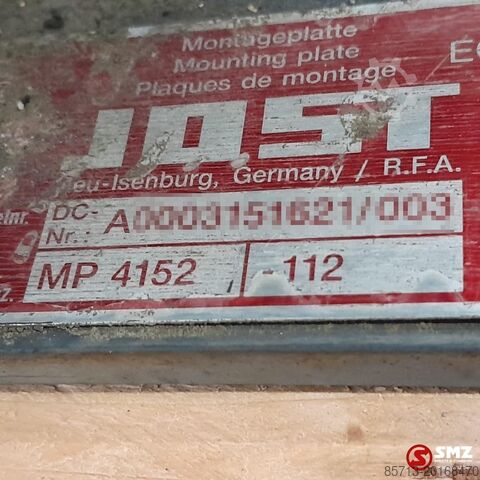 Montageplatte
Mounting plate
Plaques de montage
JOST
eu-Isenburg, Germany / R.F.A.
DC-
Nr.: A0003151621/003
MP 4152
112
SMZ
85713-20168470